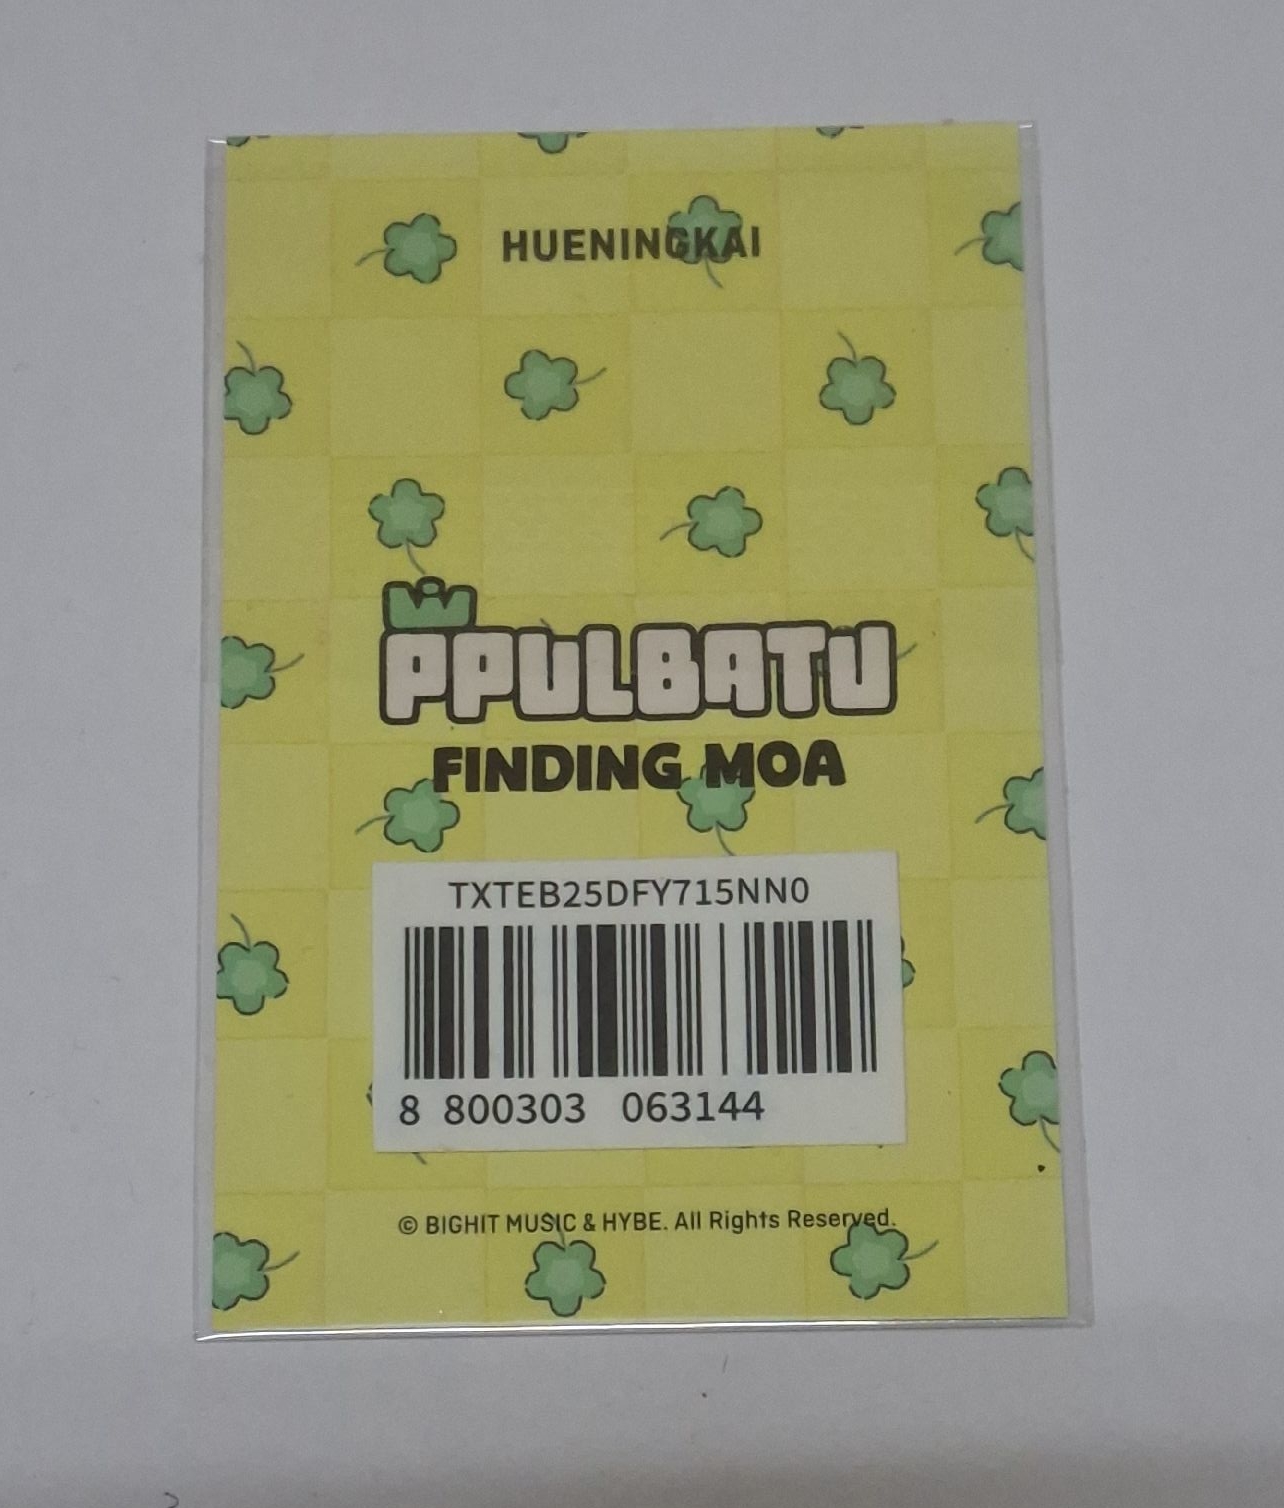 HUENINGKAI
PPULBATU
FINDING MOA
TXTEB25DFY715NN0
8 800303 063144
© BIGHIT MUSIC & HYBE. All Rights Reserved.